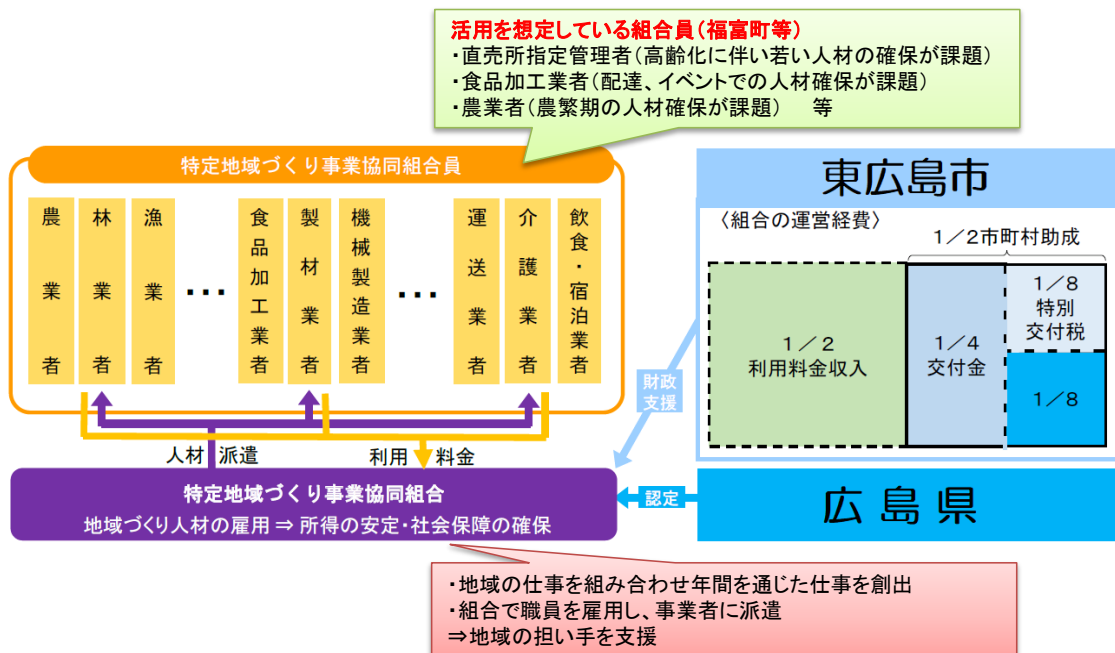 活用を想定している組合員(福富町等)
・直売所指定管理者(高齢化に伴い若い人材の確保が課題)
・食品加工業者(配達、イベントでの人材確保が課題)
・農業者(農繁期の人材確保が課題)　等
特定地域づくり事業協同組合員
農業者
林業者
漁業者
・・・
食品加工業者
製材業者
機械製造業者
・・・
運送業者
介護業者
飲食・宿泊業者
人材派遣
利用料金
特定地域づくり事業協同組合
地域づくり人材の雇用 ⇒ 所得の安定・社会保障の確保
・地域の仕事を組み合わせ年間を通じた仕事を創出
・組合で職員を雇用し、事業者に派遣
⇒地域の担い手を支援
東広島市
〈組合の運営経費〉
1/2市町村助成
1/2
利用料金収入
1/4
交付金
1/8
特別
交付税
1/8
財政
支援
認定
広島県